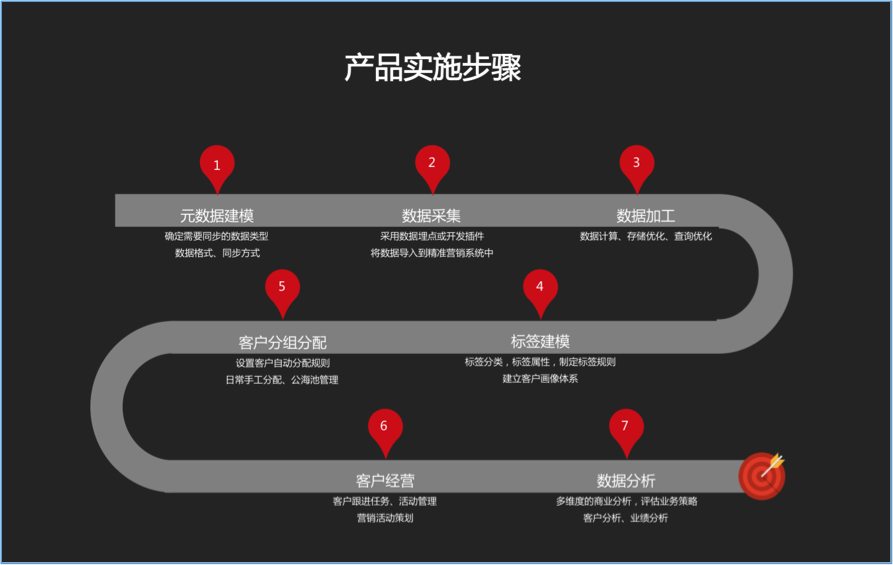 产品实施步骤
1
元数据建模
确定需要同步的数据类型
数据格式、同步方式
2
数据采集
采用数据埋点或开发插件
将数据导入到精准营销系统中
3
数据加工
数据计算、存储优化、查询优化
4
标签建模
标签分类，标签属性，制定标签规则
建立客户画像体系
5
客户分组分配
设置客户自动分配规则
日常手工分配、公海池管理
6
客户经营
客户跟进任务、活动管理
营销活动策划
7
数据分析
多维度的商业分析，评估业务策略
客户分析、业绩分析